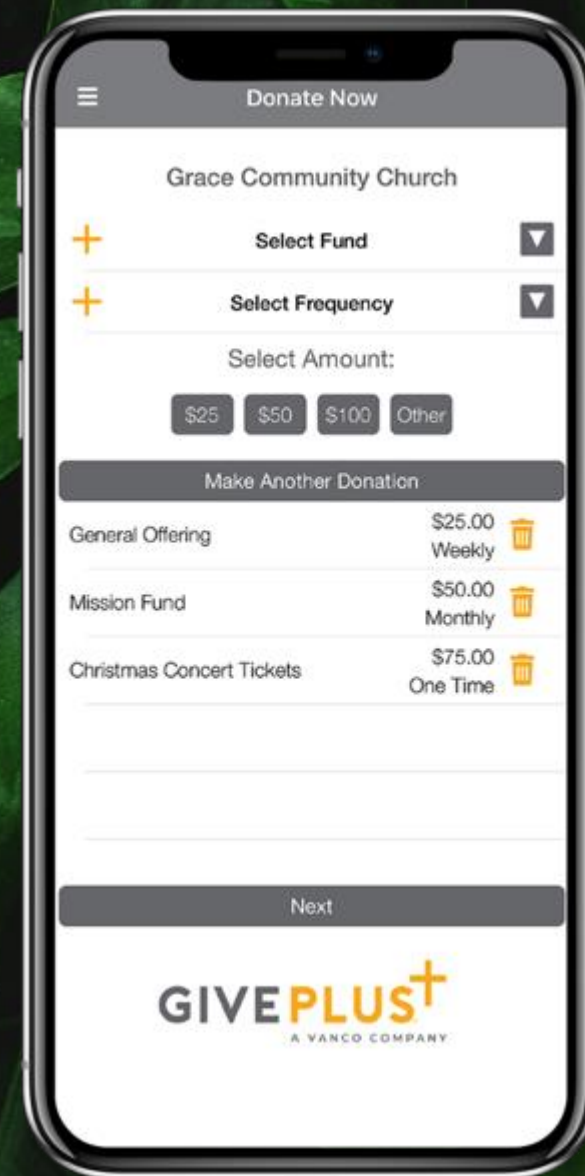 Donate Now
Grace Community Church
Select Fund
Select Frequency
Select Amount:
$25 $50 $100 Other
Make Another Donation
General Offering $25.00
Weekly
Mission Fund $50.00
Monthly
Christmas Concert Tickets $75.00
One Time
Next
GIVEPLUS+
A VANCO COMPANY